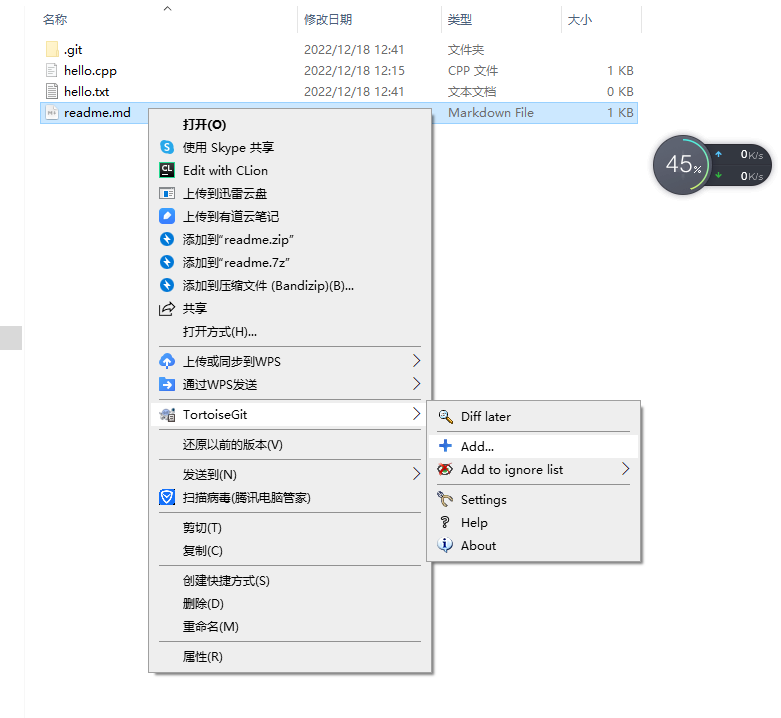 名称 修改日期 类型 大小
.git 2022/12/18 12:41 文件夹
hello.cpp 2022/12/18 12:15 CPP 文件 1 KB
hello.txt 2022/12/18 12:41 文本文档 0 KB
readme.md Markdown File 1 KB
打开(O)
使用 Skype 共享
CL Edit with CLion
上传到迅雷云盘
上传到有道云笔记
添加到“readme.zip”
添加到“readme.7z”
添加到压缩文件 (Bandizip)(B)...
共享
打开方式(H)...
上传或同步到WPS
通过WPS发送
TortoiseGit
还原以前的版本(V)
发送到(N)
扫描病毒(腾讯电脑管家)
剪切(T)
复制(C)
创建快捷方式(S)
删除(D)
重命名(M)
属性(R)
Diff later
Add...
Add to ignore list
Settings
Help
About
45%
0K/s
0K/s